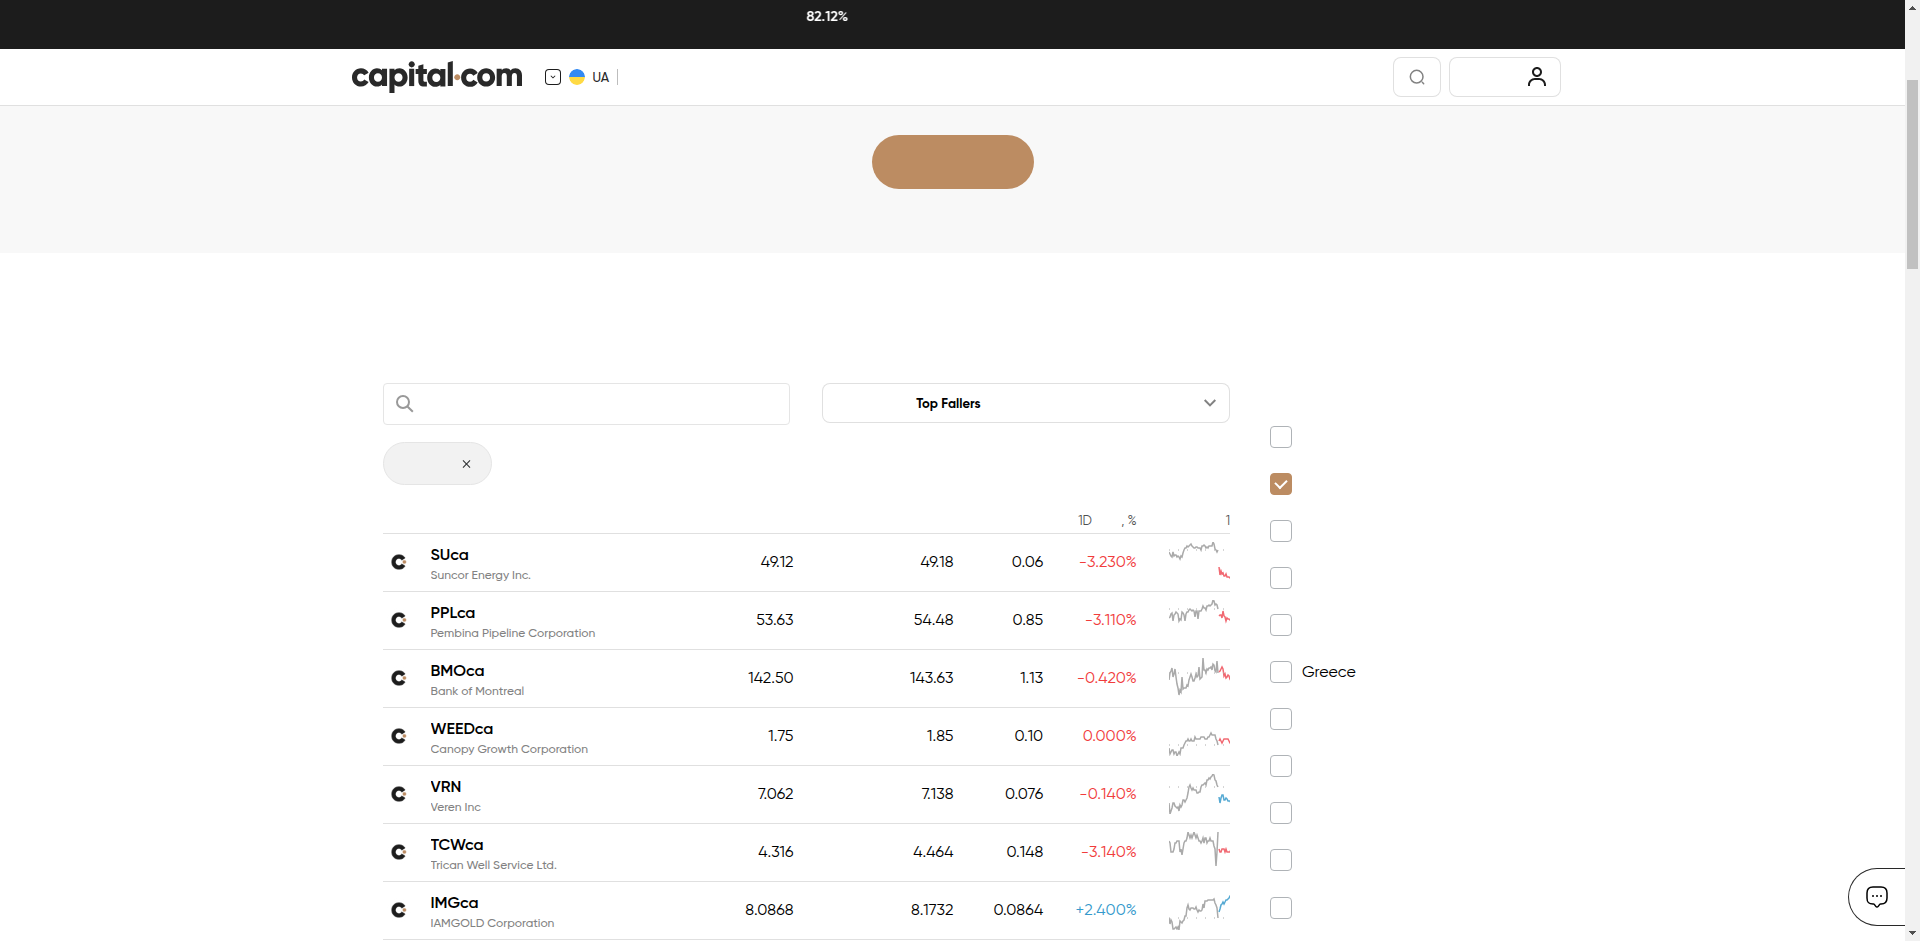 82.12%
capital.com
UA
Top Fallers
1D , % 1
SUca 49.12 49.18 0.06 -3.230%
Suncor Energy Inc.
PPLca 53.63 54.48 0.85 -3.110%
Pembina Pipeline Corporation
BMOca 142.50 143.63 1.13 -0.420%
Bank of Montreal
WEEDca 1.75 1.85 0.10 0.000%
Canopy Growth Corporation
VRN 7.062 7.138 0.076 -0.140%
Veren Inc
TCWca 4.316 4.464 0.148 -3.140%
Trican Well Service Ltd.
IMGca 8.0868 8.1732 0.0864 +2.400%
IAMGOLD Corporation
Greece